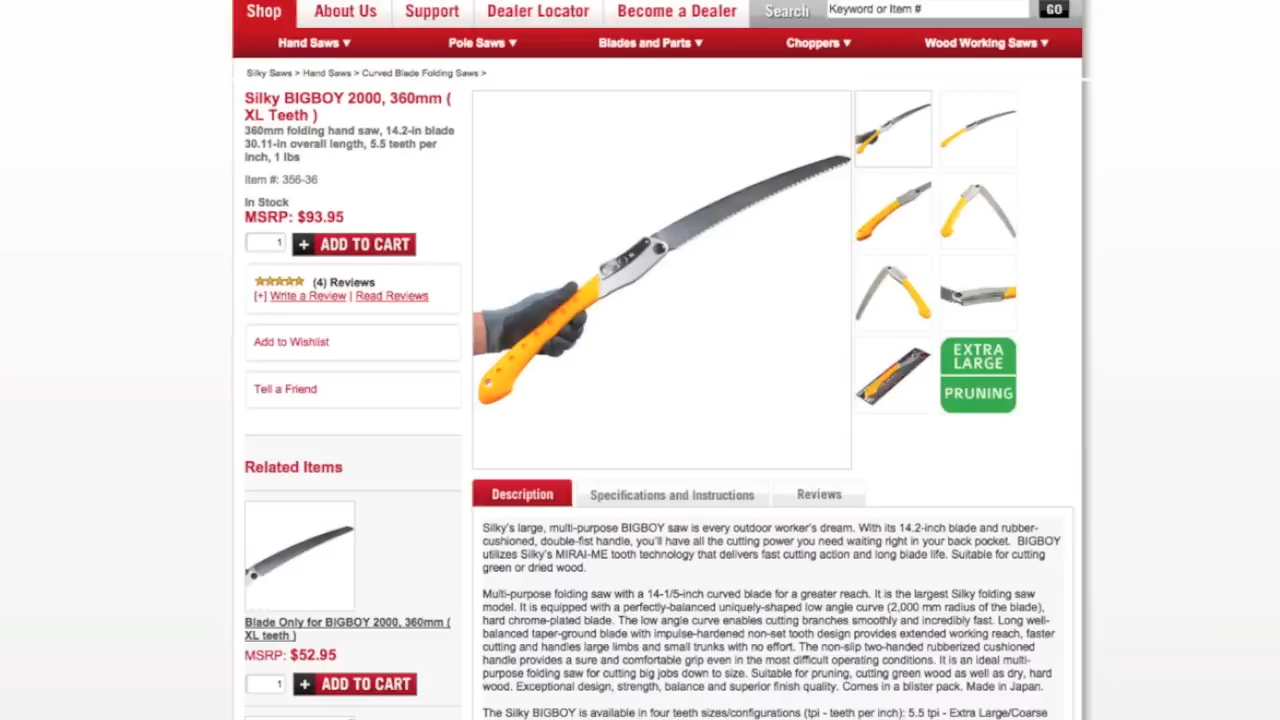 Shop
About Us
Support
Dealer Locator
Become a Dealer
Search
Keyword or Item #
GO
Hand Saws ▼
Pole Saws ▼
Blades and Parts ▼
Choppers ▼
Wood Working Saws ▼
Silky Saws > Hand Saws > Curved Blade Folding Saws >
Silky BIGBOY 2000, 360mm (
XL Teeth )
360mm folding hand saw, 14.2-in blade
30.11-in overall length, 5.5 teeth per
inch, 1 lbs
Item #: 356-36
In Stock
MSRP: $93.95
1
+ ADD TO CART
(4) Reviews
[+] Write a Review | Read Reviews
Add to Wishlist
Tell a Friend
EXTRA
LARGE
PRUNING
Related Items
Blade Only for BIGBOY 2000, 360mm (
XL teeth )
MSRP: $52.95
1
+ ADD TO CART
Description
Specifications and Instructions
Reviews
Silky's large, multi-purpose BIGBOY saw is every outdoor worker's dream. With its 14.2-inch blade and rubber-
cushioned, double-fist handle, you'll have all the cutting power you need waiting right in your back pocket. BIGBOY
utilizes Silky's MIRAI-ME tooth technology that delivers fast cutting action and long blade life. Suitable for cutting
green or dried wood.
Multi-purpose folding saw with a 14-1/5-inch curved blade for a greater reach. It is the largest Silky folding saw
model. It is equipped with a perfectly-balanced uniquely-shaped low angle curve (2,000 mm radius of the blade),
hard chrome-plated blade. The low angle curve enables cutting branches smoothly and incredibly fast. Long well-
balanced taper-ground blade with impulse-hardened non-set tooth design provides extended working reach, faster
cutting and handles large limbs and small trunks with no effort. The non-slip two-handed rubberized cushioned
handle provides a sure and comfortable grip even in the most difficult operating conditions. It is an ideal multi-
purpose folding saw for cutting big jobs down to size. Suitable for pruning, cutting green wood as well as dry, hard
wood. Exceptional design, strength, balance and superior finish quality. Comes in a blister pack. Made in Japan.
The Silky BIGBOY is available in four teeth sizes/configurations (tpi - teeth per inch): 5.5 tpi - Extra Large/Coarse